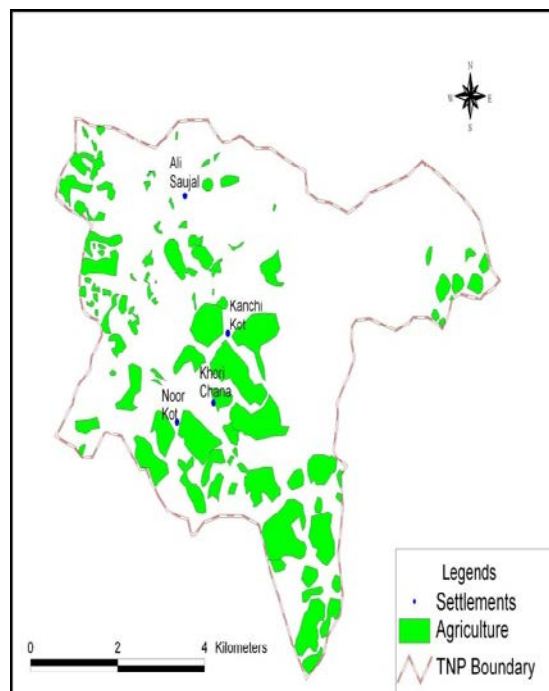 N
W E
S
Ali
Saujal
Kanchi
Kot
Khori
Chana
Noor
Kot
Legends
Settlements
Agriculture
TNP Boundary
0 2 4 Kilometers